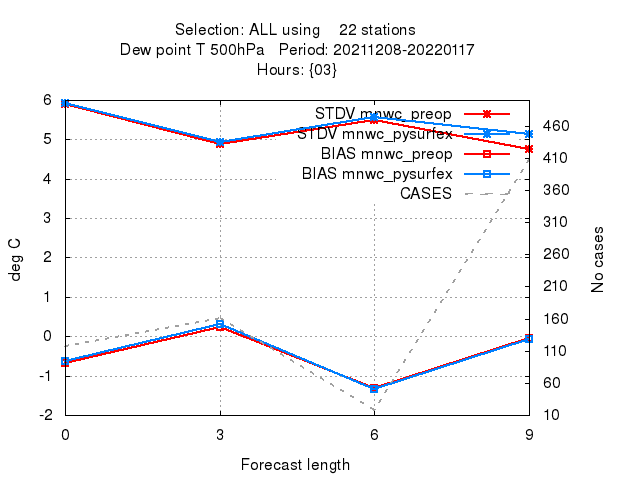 Selection: ALL using    22 stations
Dew point T 500hPa   Period: 20211208-20220117
Hours: {03}
STDV mnwc_preop
STDV mnwc_pysurfex
BIAS mnwc_preop
BIAS mnwc_pysurfex
CASES
deg C
6
5
4
3
2
1
0
-1
-2
460
410
360
310
260
210
160
110
60
10
No cases
0 3 6 9
Forecast length